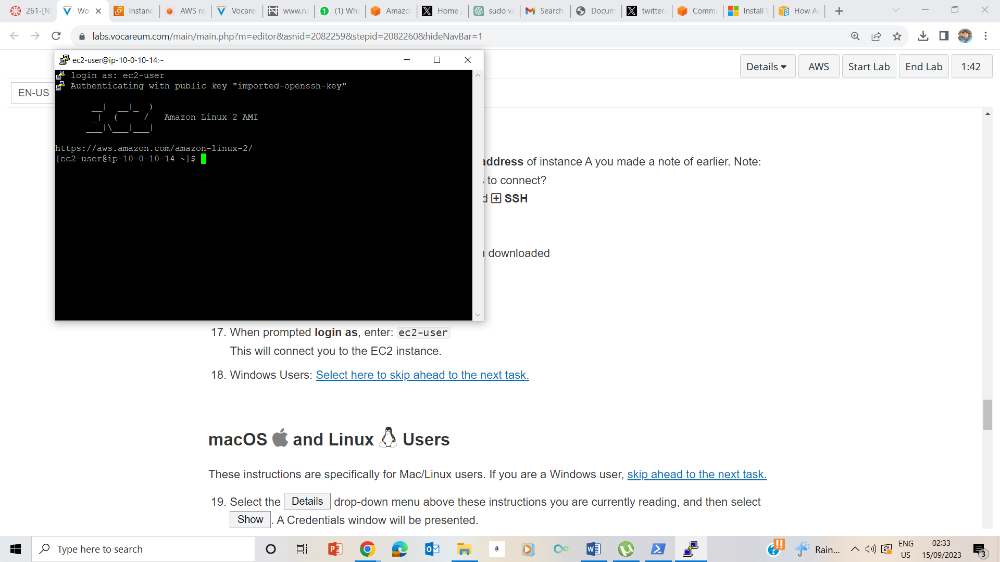 261-[N
Wo
Instanc
AWS re
Vocare
www.na
(1) Wha
Amazo
Home /
sudo vs
Search
Docum
twitter.
Comma
Install
How A
labs.vocareum.com/main/main.php?m=editor&asnid=2082259&stepid=2082260&hideNavBar=1
ec2-user@ip-10-0-10-14:~
Details
AWS
Start Lab
End Lab
1:42
EN-US
login as: ec2-user
Authenticating with public key "imported-openssh-key"
__|  __|_  )
_|  (     /   Amazon Linux 2 AMI
___|\___|___|
https://aws.amazon.com/amazon-linux-2/
[ec2-user@ip-10-0-10-14 ~]$
address of instance A you made a note of earlier. Note:
to connect?
SSH
downloaded
17. When prompted login as, enter: ec2-user
This will connect you to the EC2 instance.
18. Windows Users: Select here to skip ahead to the next task.
macOS and Linux Users
These instructions are specifically for Mac/Linux users. If you are a Windows user, skip ahead to the next task.
19. Select the Details drop-down menu above these instructions you are currently reading, and then select
Show . A Credentials window will be presented.
Type here to search
a
Rain...
ENG
US
02:33
15/09/2023
3